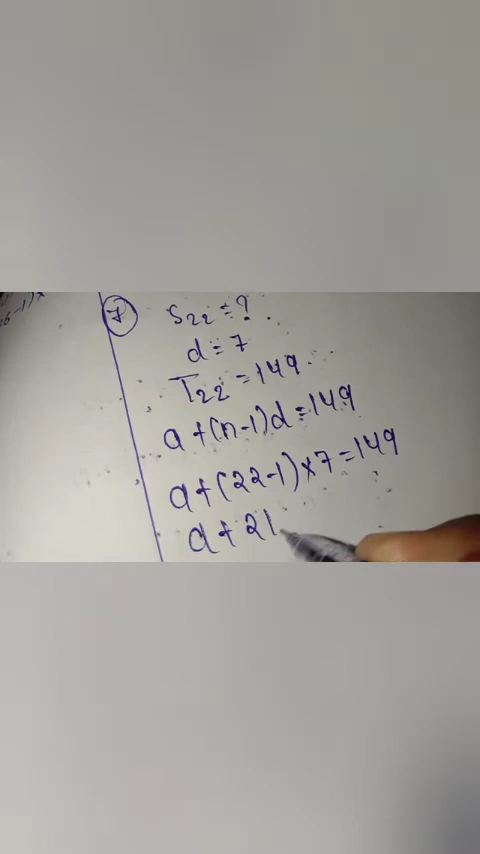 7 S₂₂ = ?
d = 7
T₂₂ = 149
a + (n-1)d = 149
a + (22-1) × 7 = 149
a + 21